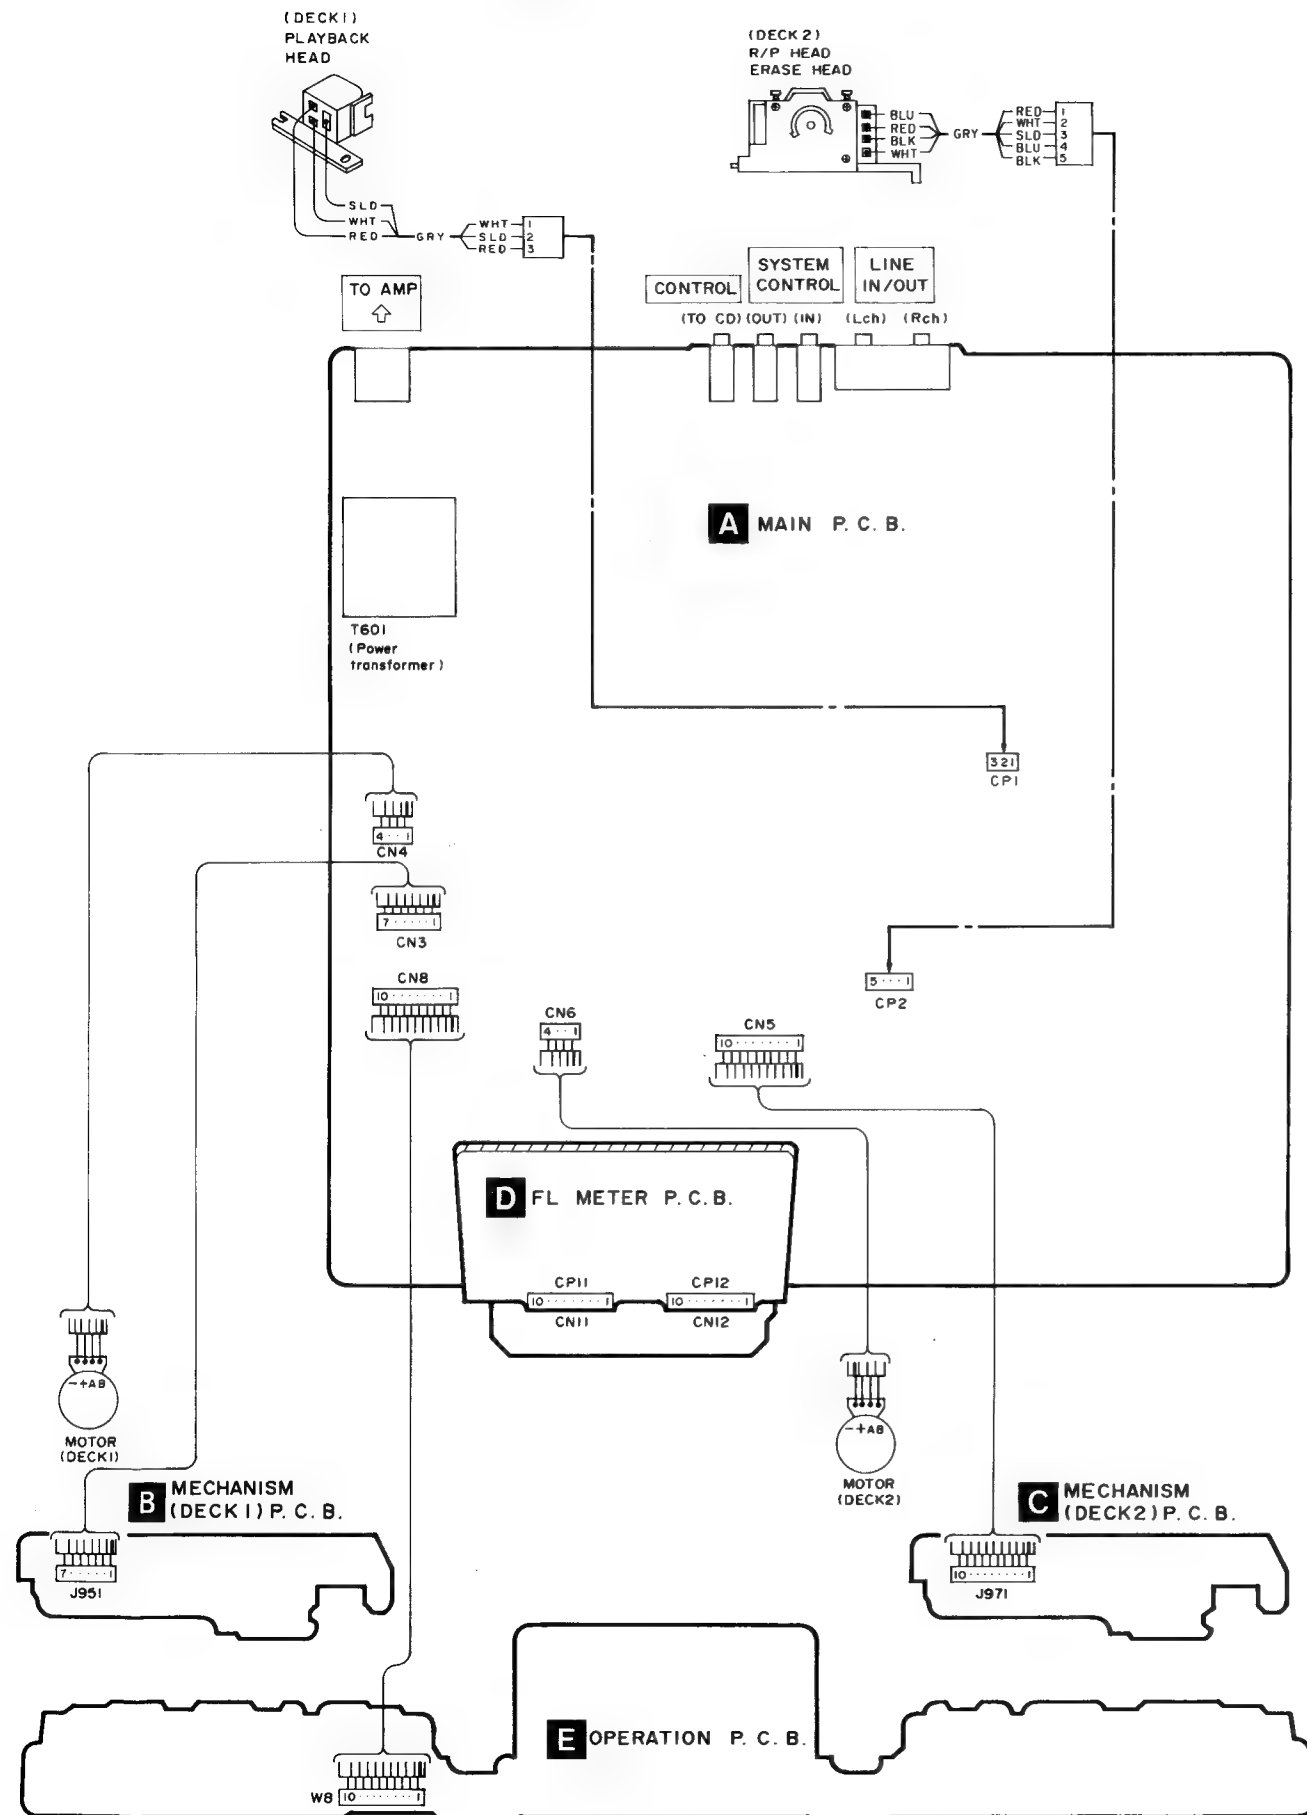 (DECK1)
PLAYBACK
HEAD
(DECK2)
R/P HEAD
ERASE HEAD
BLU
RED
BLK
WHT
GRY
RED
WHT
SLD
BLU
BLK
1
2
3
4
5
SLD
WHT
RED
GRY
WHT
SLD
RED
1
2
3
TO AMP
CONTROL
SYSTEM
CONTROL
LINE
IN/OUT
(TO CD) (OUT) (IN) (Lch) (Rch)
A MAIN P.C.B.
T601
(Power
transformer)
321
CP1
4 · · 1
CN4
7 · · · · · 1
CN3
CN8
10 · · · · · · · 1
5 · · · 1
CP2
CN6
4 · · 1
CN5
10 · · · · · · · 1
D FL METER P.C.B.
CP11
10 · · · · · · · 1
CN11
CP12
10 · · · · · · · 1
CN12
-+AB
MOTOR
(DECK1)
-+AB
MOTOR
(DECK2)
B MECHANISM
(DECK1) P.C.B.
7 · · · · · 1
J951
C MECHANISM
(DECK2) P.C.B.
10 · · · · · · · 1
J971
E OPERATION P.C.B.
W8 10 · · · · · · · 1